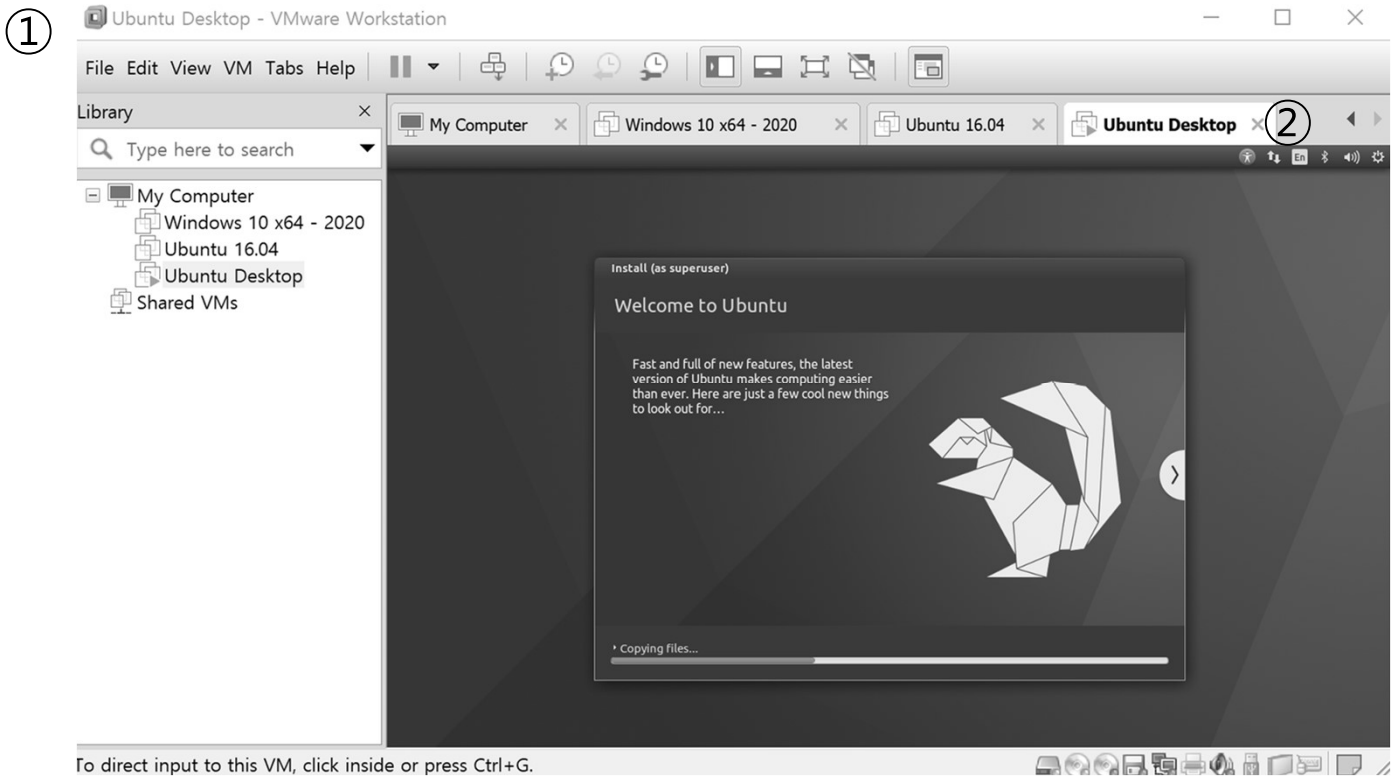 ①
Ubuntu Desktop - VMware Workstation
File Edit View VM Tabs Help
Library
My Computer
Windows 10 x64 - 2020
Ubuntu 16.04
Ubuntu Desktop
②
Type here to search
En
My Computer
Windows 10 x64 - 2020
Ubuntu 16.04
Ubuntu Desktop
Shared VMs
Install (as superuser)
Welcome to Ubuntu
Fast and full of new features, the latest
version of Ubuntu makes computing easier
than ever. Here are just a few cool new things
to look out for...
Copying files...
To direct input to this VM, click inside or press Ctrl+G.